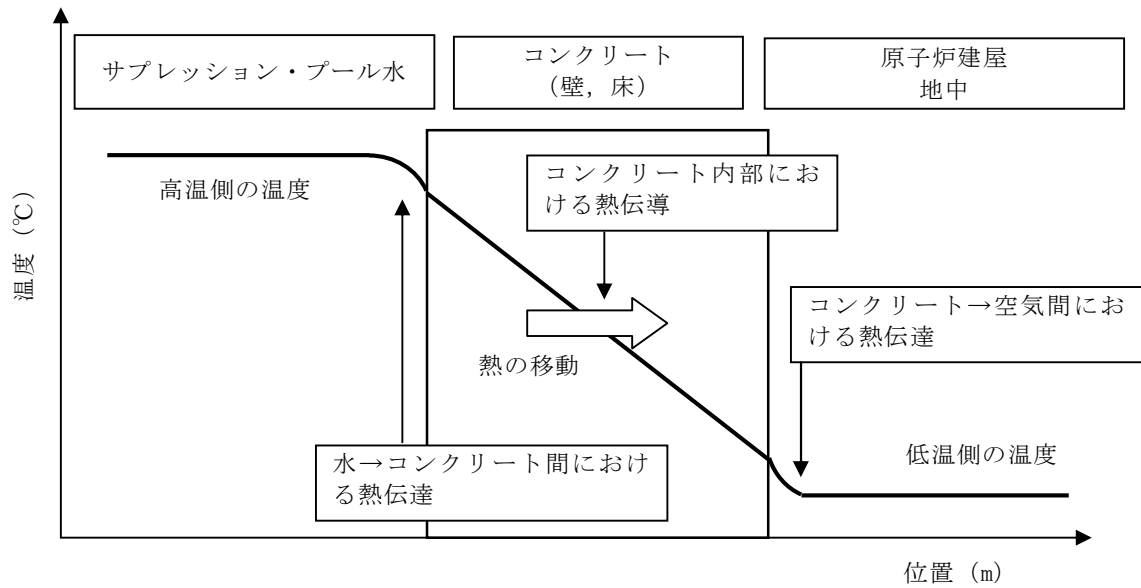 サプレッション・プール水
コンクリート
(壁，床)
原子炉建屋
地中
高温側の温度
コンクリート内部にお
ける熱伝導
温度 (℃)
コンクリート→空気間にお
ける熱伝達
熱の移動
水→コンクリート間におけ
る熱伝達
低温側の温度
位置 (m)